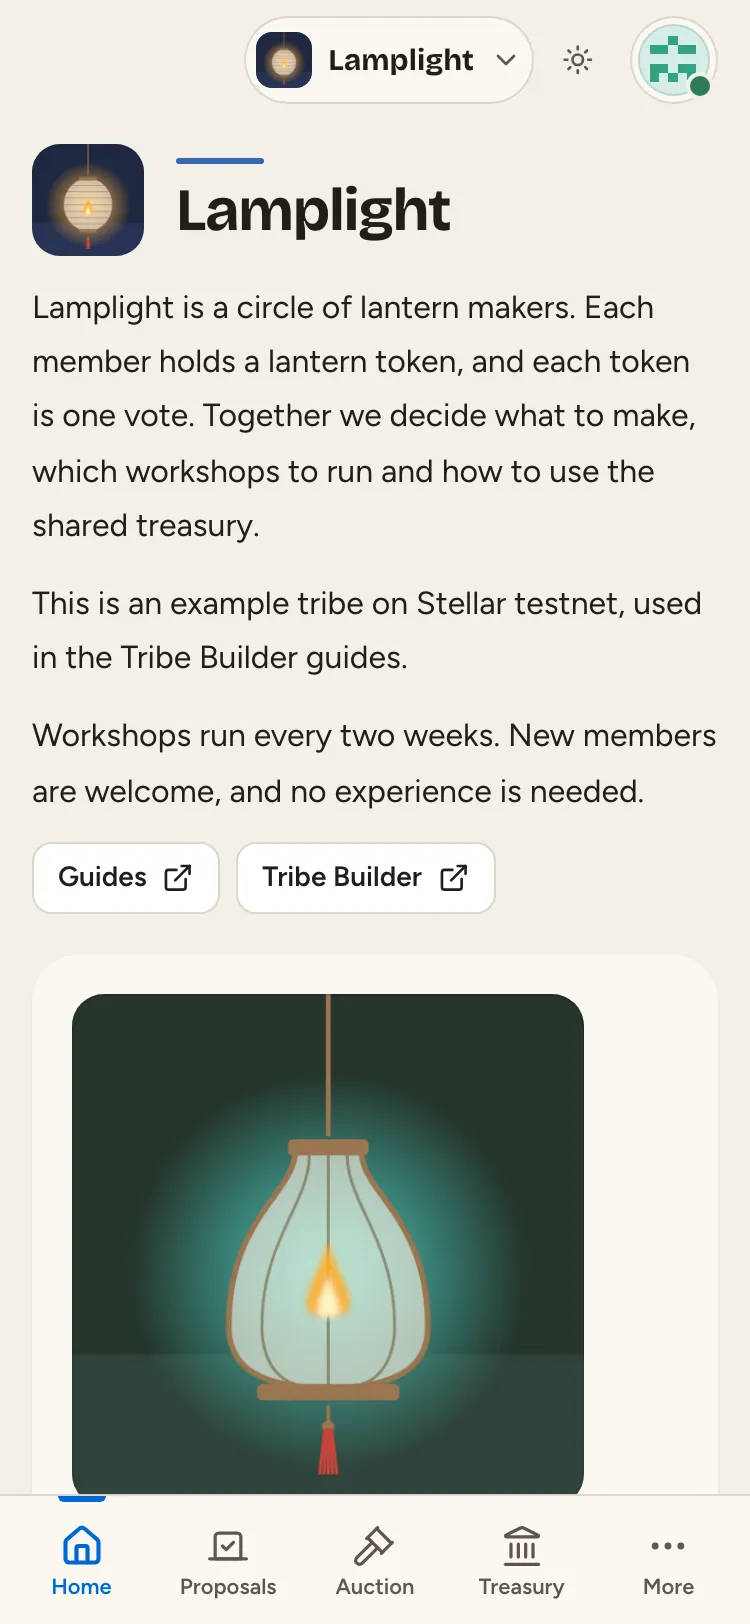 Lamplight
Lamplight
Lamplight is a circle of lantern makers. Each
member holds a lantern token, and each token
is one vote. Together we decide what to make,
which workshops to run and how to use the
shared treasury.
This is an example tribe on Stellar testnet, used
in the Tribe Builder guides.
Workshops run every two weeks. New members
are welcome, and no experience is needed.
Guides
Tribe Builder
Home
Proposals
Auction
Treasury
More